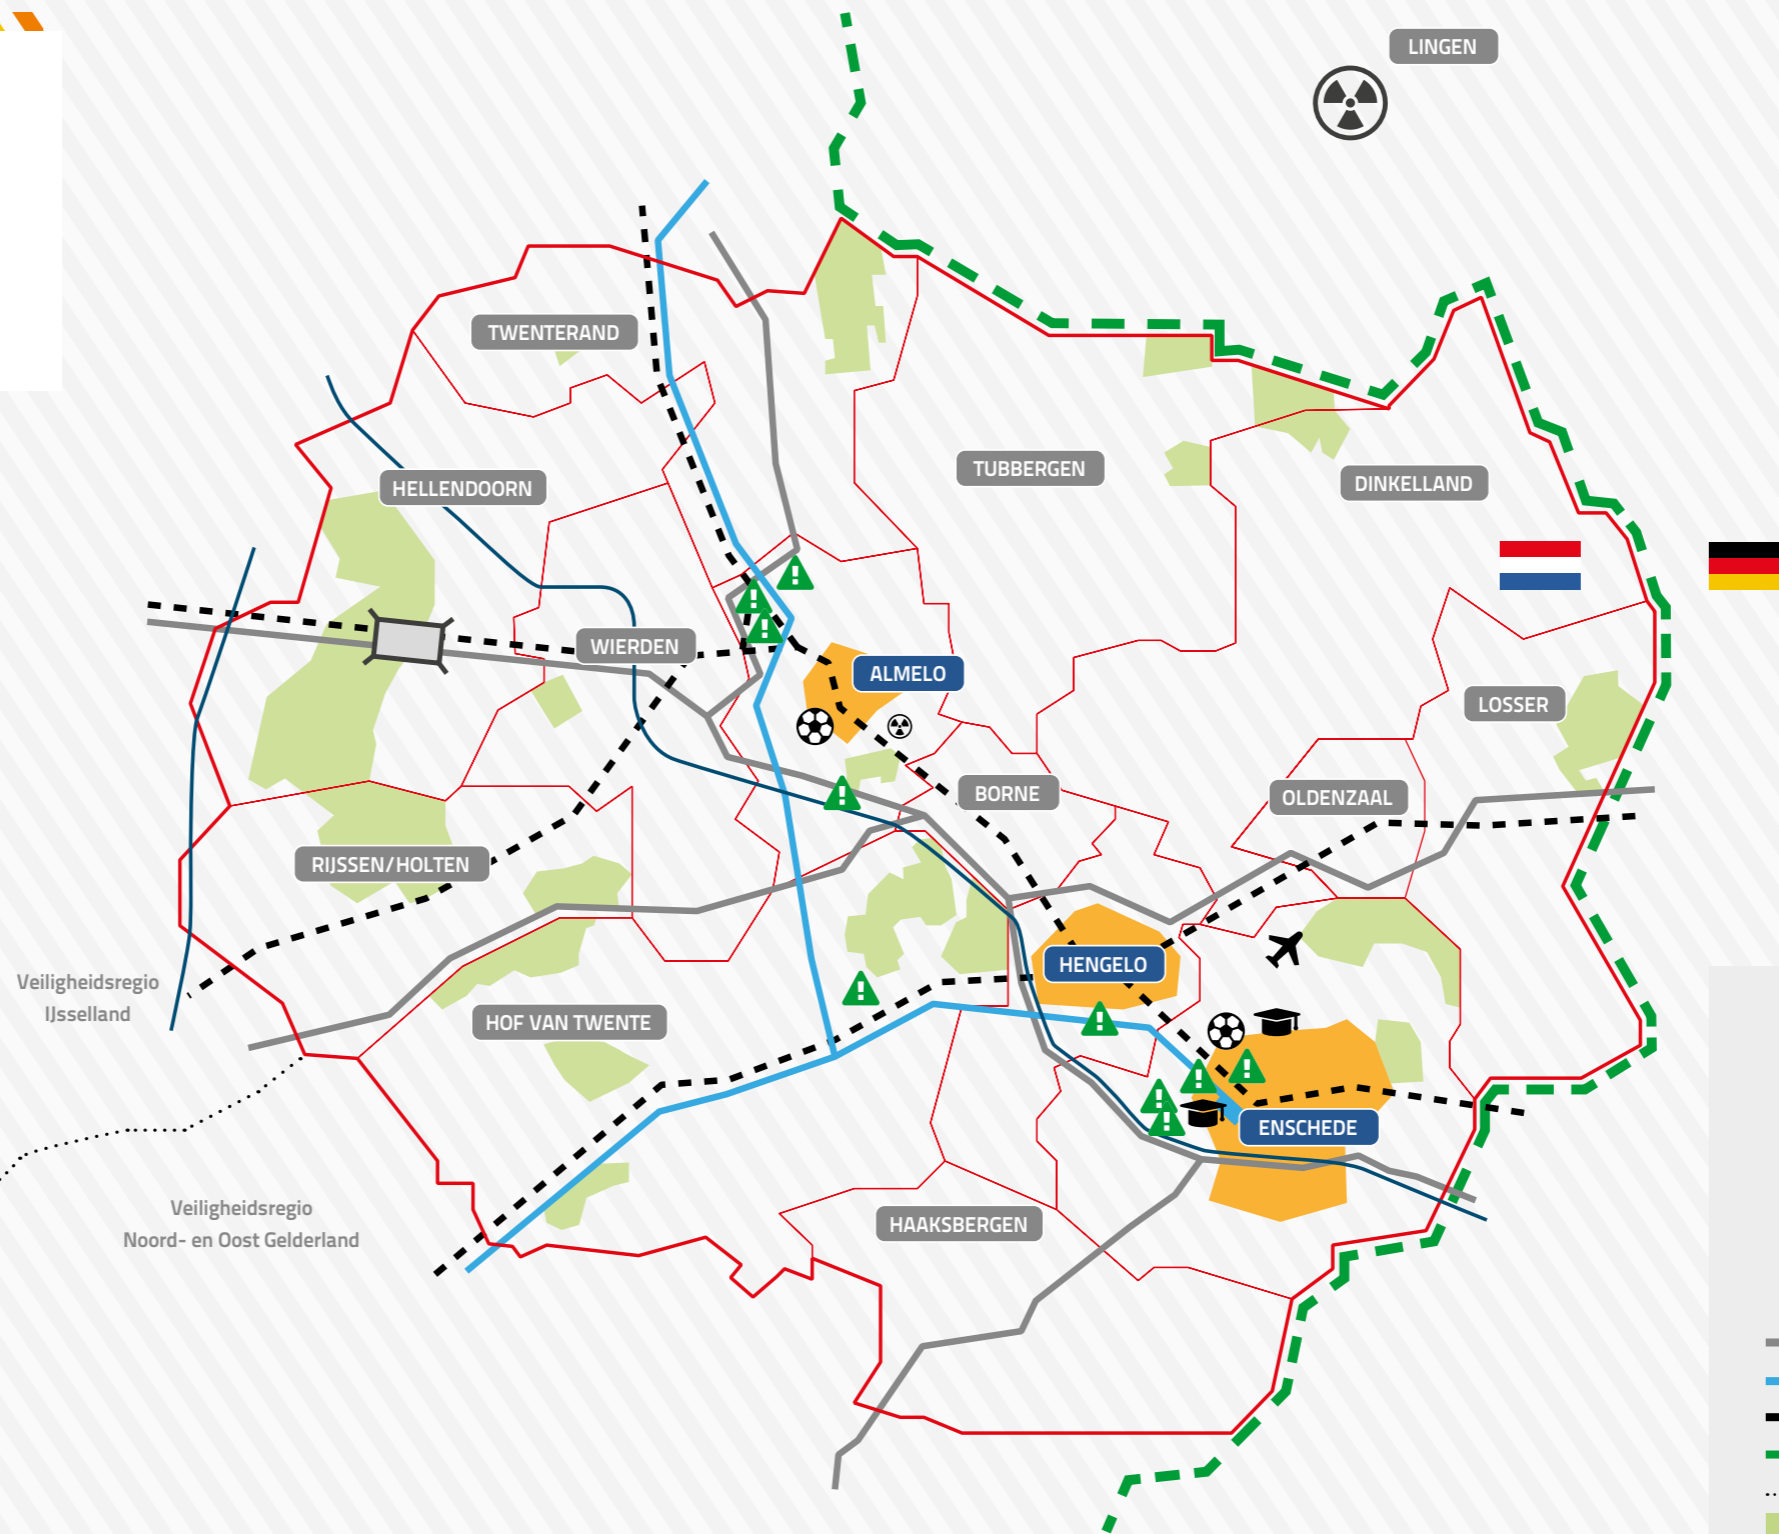 LINGEN
TWENTERAND
TUBBERGEN
HELLENDOORN
DINKELLAND
WIERDEN
ALMELO
LOSSER
BORNE
OLDENZAAL
RIJSSEN/HOLTEN
HENGELO
Veiligheidsregio
IJsselland
HOF VAN TWENTE
ENSCHEDE
Veiligheidsregio
Noord- en Oost Gelderland
HAAKSBERGEN